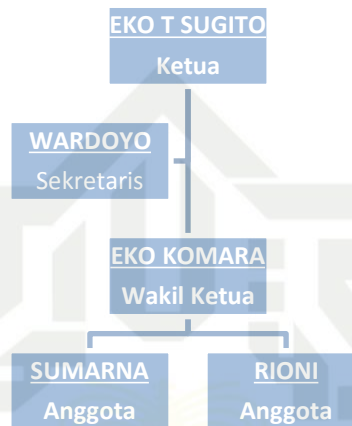 EKO T SUGITO
Ketua
WARDOYO
Sekretaris
EKO KOMARA
Wakil Ketua
SUMARNA
Anggota
RIONI
Anggota